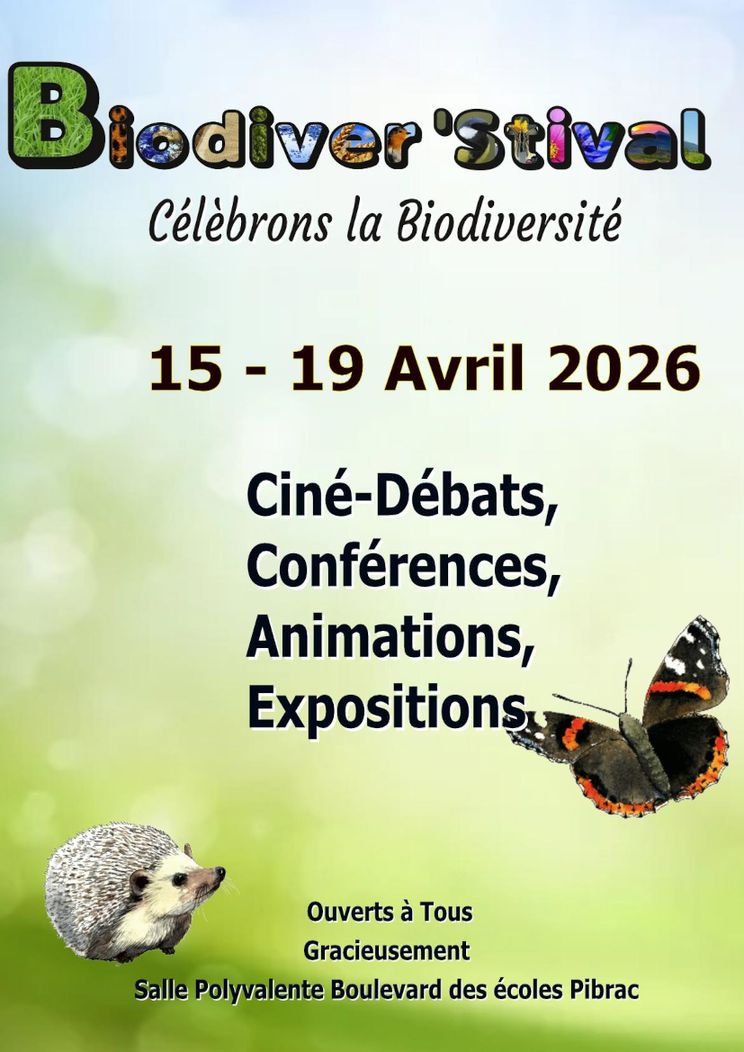 Biodiver'Stival
Célèbrons la Biodiversité
15 - 19 Avril 2026
Ciné-Débats,
Conférences,
Animations,
Expositions
Ouverts à Tous
Gracieusement
Salle Polyvalente Boulevard des écoles Pibrac